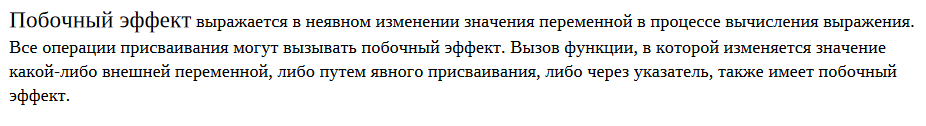 Побочный эффект выражается в неявном изменении значения переменной в процессе вычисления выражения.
Все операции присваивания могут вызывать побочный эффект. Вызов функции, в которой изменяется значение
какой-либо внешней переменной, либо путем явного присваивания, либо через указатель, также имеет побочный
эффект.